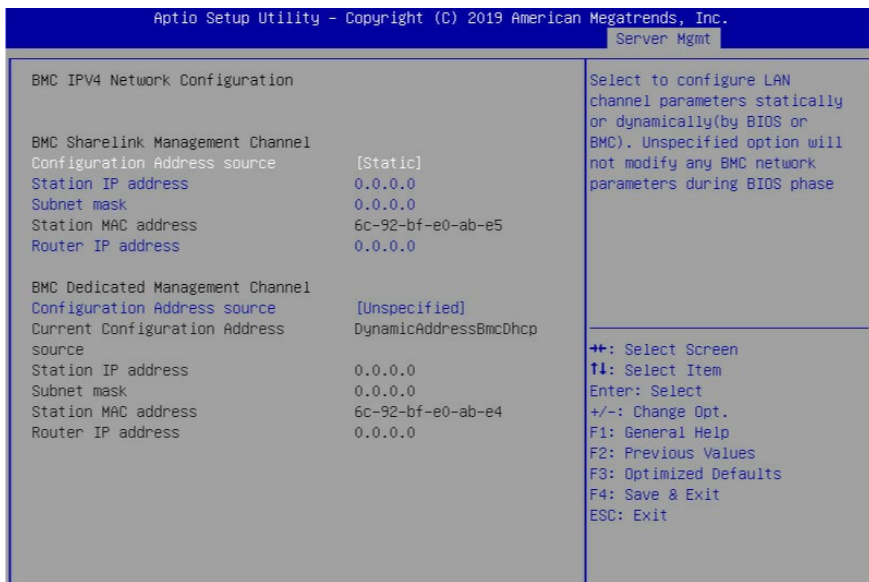 Aptio Setup Utility – Copyright (C) 2019 American Megatrends, Inc.
Server Mgmt
BMC IPV4 Network Configuration
BMC Sharelink Management Channel
Configuration Address source [Static]
Station IP address 0.0.0.0
Subnet mask 0.0.0.0
Station MAC address 6c-92-bf-e0-ab-e5
Router IP address 0.0.0.0
BMC Dedicated Management Channel
Configuration Address source [Unspecified]
Current Configuration Address DynamicAddressBmcDhcp
source
Station IP address 0.0.0.0
Subnet mask 0.0.0.0
Station MAC address 6c-92-bf-e0-ab-e4
Router IP address 0.0.0.0
Select to configure LAN
channel parameters statically
or dynamically(by BIOS or
BMC). Unspecified option will
not modify any BMC network
parameters during BIOS phase
→←: Select Screen
↑↓: Select Item
Enter: Select
+/-: Change Opt.
F1: General Help
F2: Previous Values
F3: Optimized Defaults
F4: Save & Exit
ESC: Exit